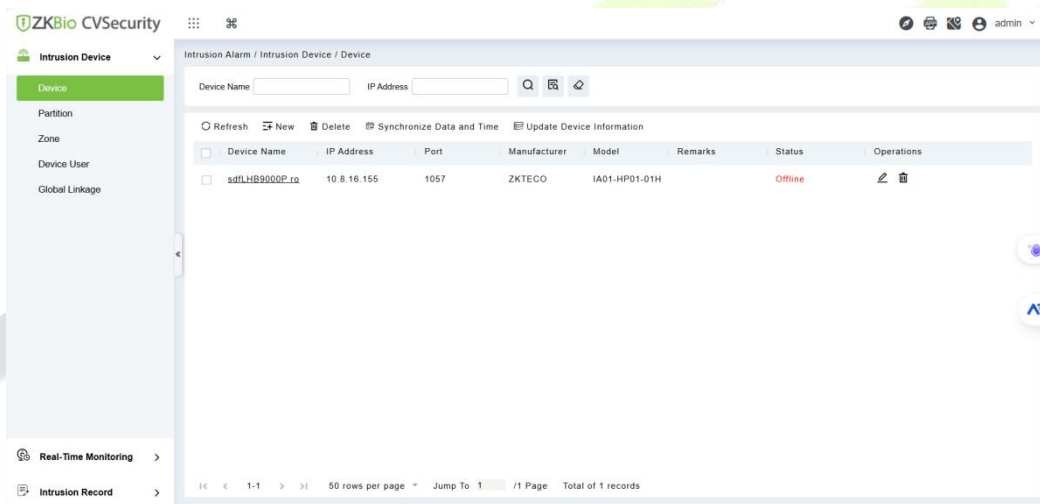 ZKBio CVSecurity
admin
Intrusion Device
Intrusion Alarm / Intrusion Device / Device
Device
Partition
Zone
Device User
Global Linkage
Device Name IP Address
Refresh New Delete Synchronize Data and Time Update Device Information
Device Name IP Address Port Manufacturer Model Remarks Status Operations
sdfLHB9000P ro 10.8.16.155 1057 ZKTECO IA01-HP01-01H Offline
Real-Time Monitoring
Intrusion Record
1-1 50 rows per page Jump To 1 /1 Page Total of 1 records